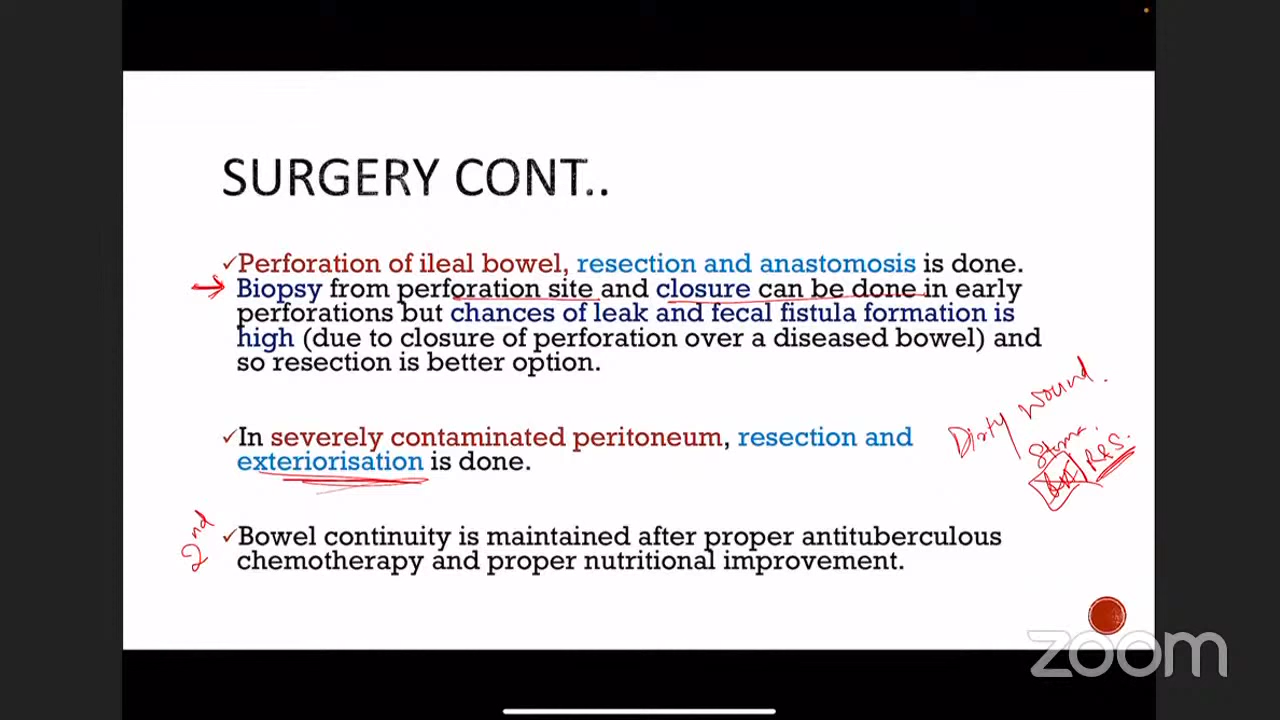 SURGERY CONT..
✓Perforation of ileal bowel, resection and anastomosis is done.
Biopsy from perforation site and closure can be done in early
perforations but chances of leak and fecal fistula formation is
high (due to closure of perforation over a diseased bowel) and
so resection is better option.
Dirty wound.
✓In severely contaminated peritoneum, resection and
exteriorisation is done.
Stoma.
R&S.
2nd
✓Bowel continuity is maintained after proper antituberculous
chemotherapy and proper nutritional improvement.
zoom